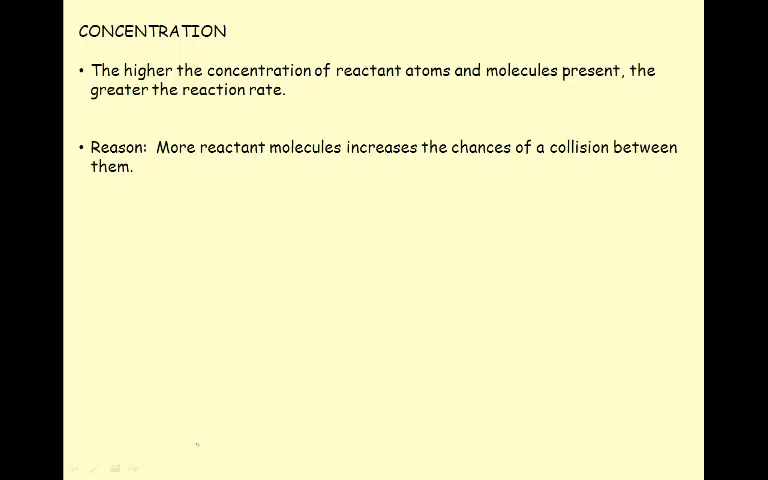 CONCENTRATION
• The higher the concentration of reactant atoms and molecules present, the
greater the reaction rate.
• Reason: More reactant molecules increases the chances of a collision between
them.